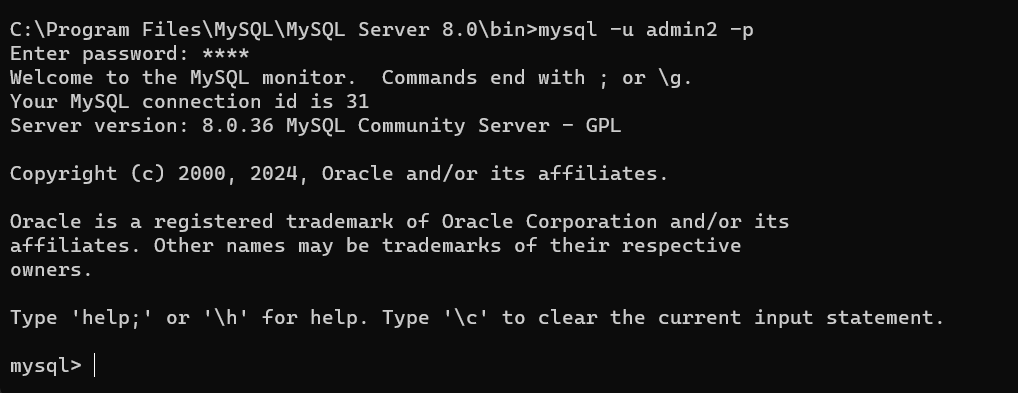 C:\Program Files\MySQL\MySQL Server 8.0\bin>mysql -u admin2 -p
Enter password: ****
Welcome to the MySQL monitor.  Commands end with ; or \g.
Your MySQL connection id is 31
Server version: 8.0.36 MySQL Community Server - GPL

Copyright (c) 2000, 2024, Oracle and/or its affiliates.

Oracle is a registered trademark of Oracle Corporation and/or its
affiliates. Other names may be trademarks of their respective
owners.

Type 'help;' or '\h' for help. Type '\c' to clear the current input statement.

mysql>